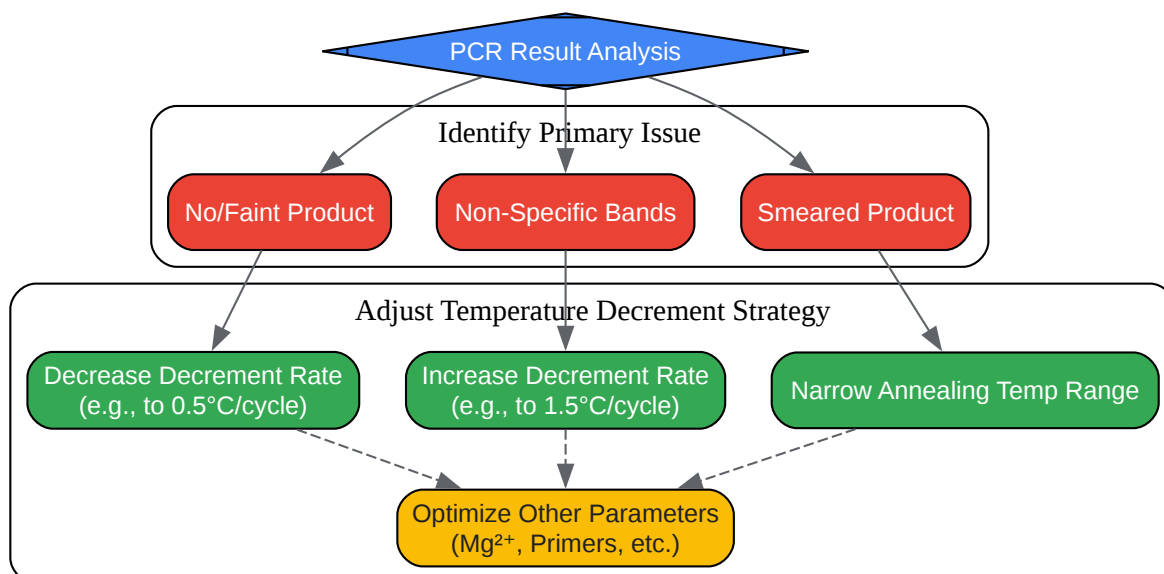 PCR Result Analysis
Identify Primary Issue
No/Faint Product
Non-Specific Bands
Smeared Product
Adjust Temperature Decrement Strategy
Decrease Decrement Rate
(e.g., to 0.5°C/cycle)
Increase Decrement Rate
(e.g., to 1.5°C/cycle)
Narrow Annealing Temp Range
Optimize Other Parameters
(Mg²⁺, Primers, etc.)